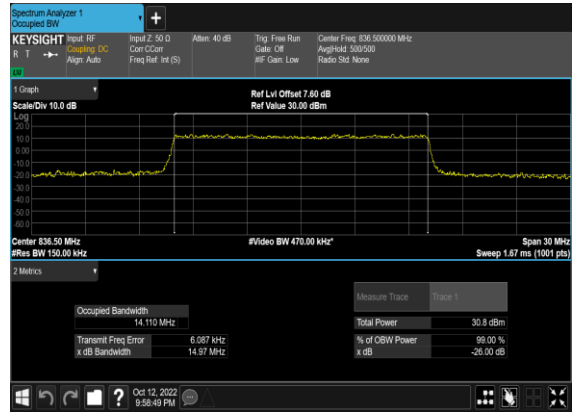 Spectrum Analyzer 1
Occupied BW
+
KEYSIGHT Input: RF Input Z: 50 Ω Atten: 40 dB Trig: Free Run Center Freq: 836.500000 MHz
R T Coupling: DC Corr CCorr Gate: Off Avg|Hold: 500/500
Align: Auto Freq Ref: Int (S) #IF Gain: Low Radio Std: None
LW
1 Graph
Ref Lvl Offset 7.60 dB
Scale/Div 10.0 dB Ref Value 30.00 dBm
Log
20.0
10.0
0.00
-10.0
-20.0
-30.0
-40.0
-50.0
-60.0
Center 836.50 MHz #Video BW 470.00 kHz* Span 30 MHz
#Res BW 150.00 kHz Sweep 1.67 ms (1001 pts)
2 Metrics
Measure Trace Trace 1
Occupied Bandwidth
14.110 MHz Total Power 30.8 dBm
Transmit Freq Error 6.087 kHz % of OBW Power 99.00 %
x dB Bandwidth 14.97 MHz x dB -26.00 dB
? Oct 12, 2022
9:58:49 PM